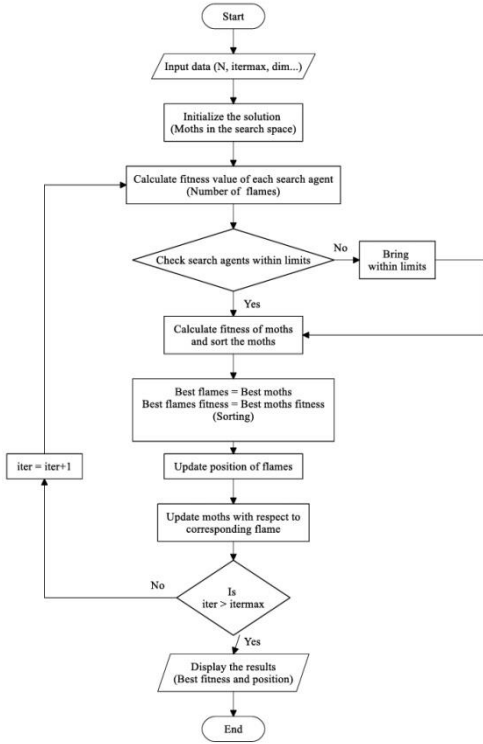 Start
Input data (N, itermax, dim...)
Initialize the solution
(Moths in the search space)
Calculate fitness value of each search agent
(Number of flames)
Check search agents within limits
No
Bring
within limits
Yes
Calculate fitness of moths
and sort the moths
Best flames = Best moths
Best flames fitness = Best moths fitness
(Sorting)
iter = iter+1
Update position of flames
Update moths with respect to
corresponding flame
No
Is
iter > itermax
Yes
Display the results
(Best fitness and position)
End